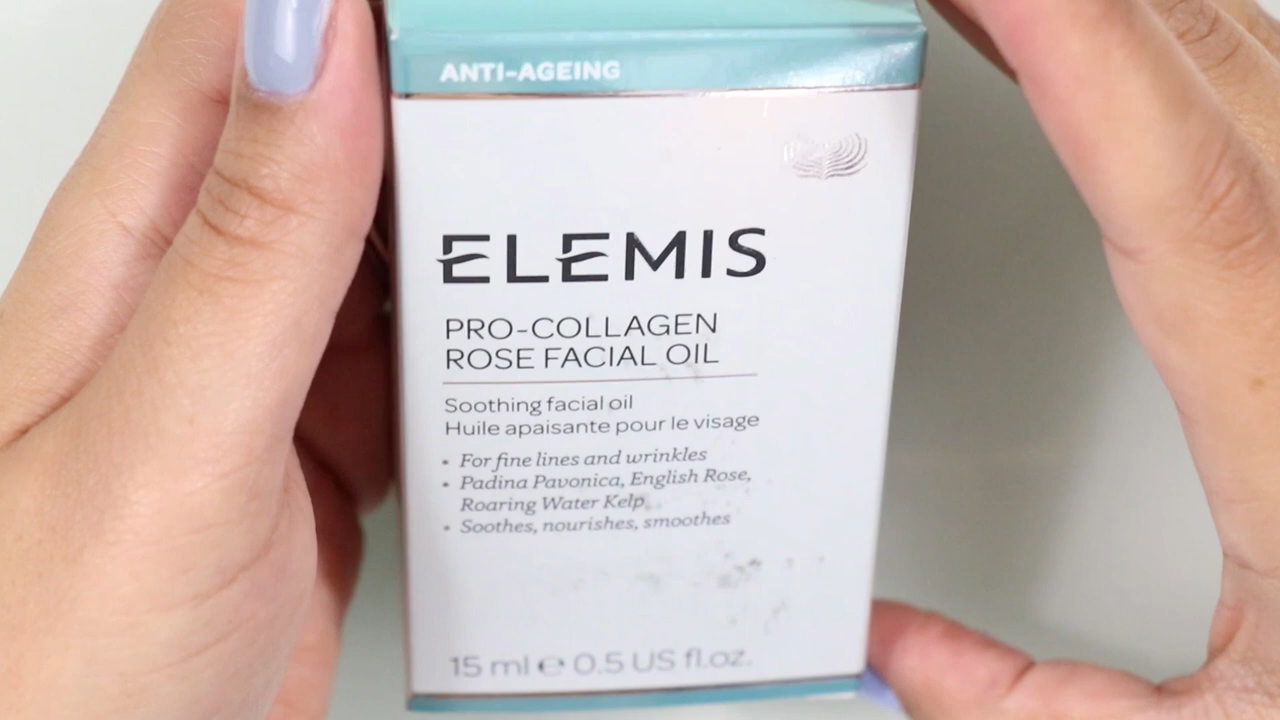 ANTI-AGEING
ELEMIS
PRO-COLLAGEN
ROSE FACIAL OIL
Soothing facial oil
Huile apaisante pour le visage
• For fine lines and wrinkles
• Padina Pavonica, English Rose,
Roaring Water Kelp
• Soothes, nourishes, smoothes
15 ml ℮ 0.5 US fl.oz.